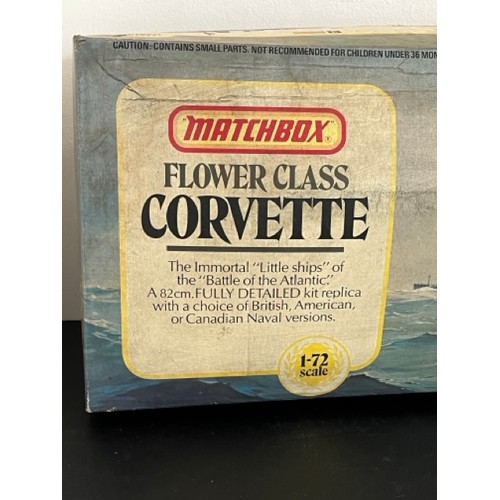 CAUTION: CONTAINS SMALL PARTS. NOT RECOMMENDED FOR CHILDREN UNDER 36 MON
"MATCHBOX"
FLOWER CLASS
CORVETTE
The Immortal "Little ships" of
the "Battle of the Atlantic."
A 82cm. FULLY DETAILED kit replica
with a choice of British, American,
or Canadian Naval versions.
1-72
scale